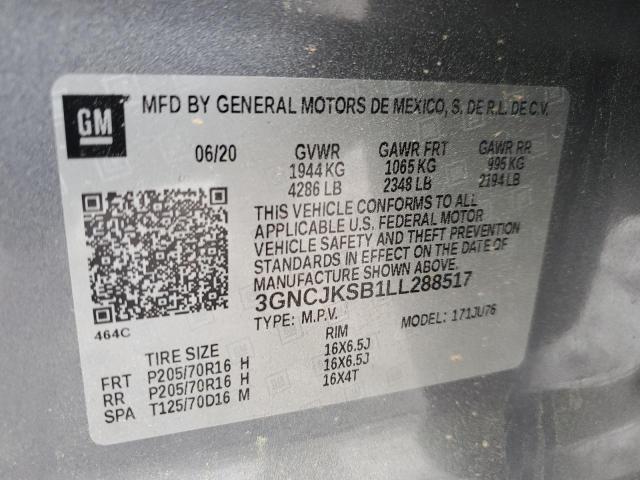 GM
MFD BY GENERAL MOTORS DE MEXICO, S. DE R.L. DE C.V.
06/20 GVWR GAWR FRT GAWR RR
1944 KG 1065 KG 995 KG
4286 LB 2348 LB 2194 LB
THIS VEHICLE CONFORMS TO ALL
APPLICABLE U.S. FEDERAL MOTOR
VEHICLE SAFETY AND THEFT PREVENTION
STANDARDS IN EFFECT ON THE DATE OF
MANUFACTURE SHOWN ABOVE.
3GNCJKSB1LL288517
TYPE: M.P.V. MODEL: 171JU76
464C
TIRE SIZE RIM
FRT P205/70R16 H 16X6.5J
RR P205/70R16 H 16X6.5J
SPA T125/70D16 M 16X4T